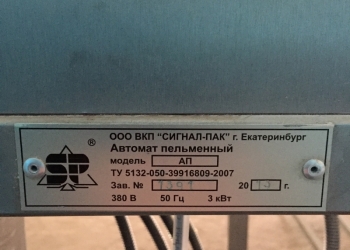 ООО ВКП "СИГНАЛ-ПАК" г. Екатеринбург
Автомат пельменный
модель АП
SP ®
ТУ 5132-050-39916809-2007
Зав. № 20 г.
380 В 50 Гц 3 кВт